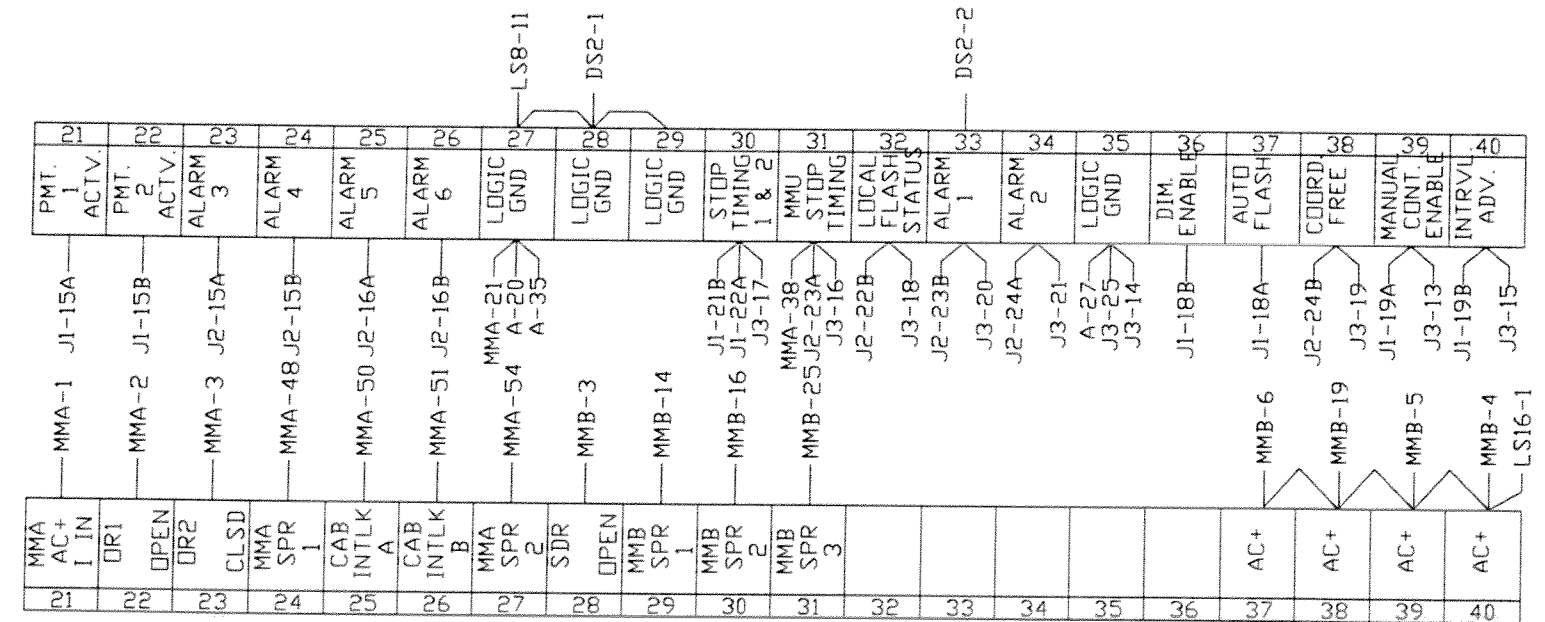 LS8-11
DS2-1
DS2-2
21
22
23
24
25
26
27
28
29
30
31
32
33
34
35
36
37
38
39
40
PMT.
1
ACTV.
PMT.
2
ACTV.
ALARM
3
ALARM
4
ALARM
5
ALARM
6
LOGIC
GND
LOGIC
GND
LOGIC
GND
STOP
TIMING
1 & 2
MMU
STOP
TIMING
LOCAL
FLASH
STATUS
ALARM
1
ALARM
2
LOGIC
GND
DIM.
ENABLE
AUTO
FLASH
COORD.
FREE
MANUAL
CONT.
ENABLE
INTRVL
ADV.
J1-15A
J1-15B
J2-15A
J2-15B
J2-16A
J2-16B
MMA-21
A-20
A-35
J1-21B
J1-22A
J3-17
MMA-38
J2-23A
J3-16
J2-22B
J3-18
J2-23B
J3-20
J2-24A
J3-21
A-27
J3-25
J3-14
J1-18B
J1-18A
J2-24B
J3-19
J1-19A
J3-13
J1-19B
J3-15
MMA-1
MMA-2
MMA-3
MMA-48
MMA-50
MMA-51
MMA-54
MMB-3
MMB-14
MMB-16
MMB-25
MMB-6
MMB-19
MMB-5
MMB-4
LS16-1
MMA
AC+
I IN
OR1
OPEN
OR2
CLSD
MMA
SPR
1
CAB
INTLK
A
CAB
INTLK
B
MMA
SPR
2
SDR
OPEN
MMB
SPR
1
MMB
SPR
2
MMB
SPR
3
AC+
AC+
AC+
AC+
21
22
23
24
25
26
27
28
29
30
31
32
33
34
35
36
37
38
39
40